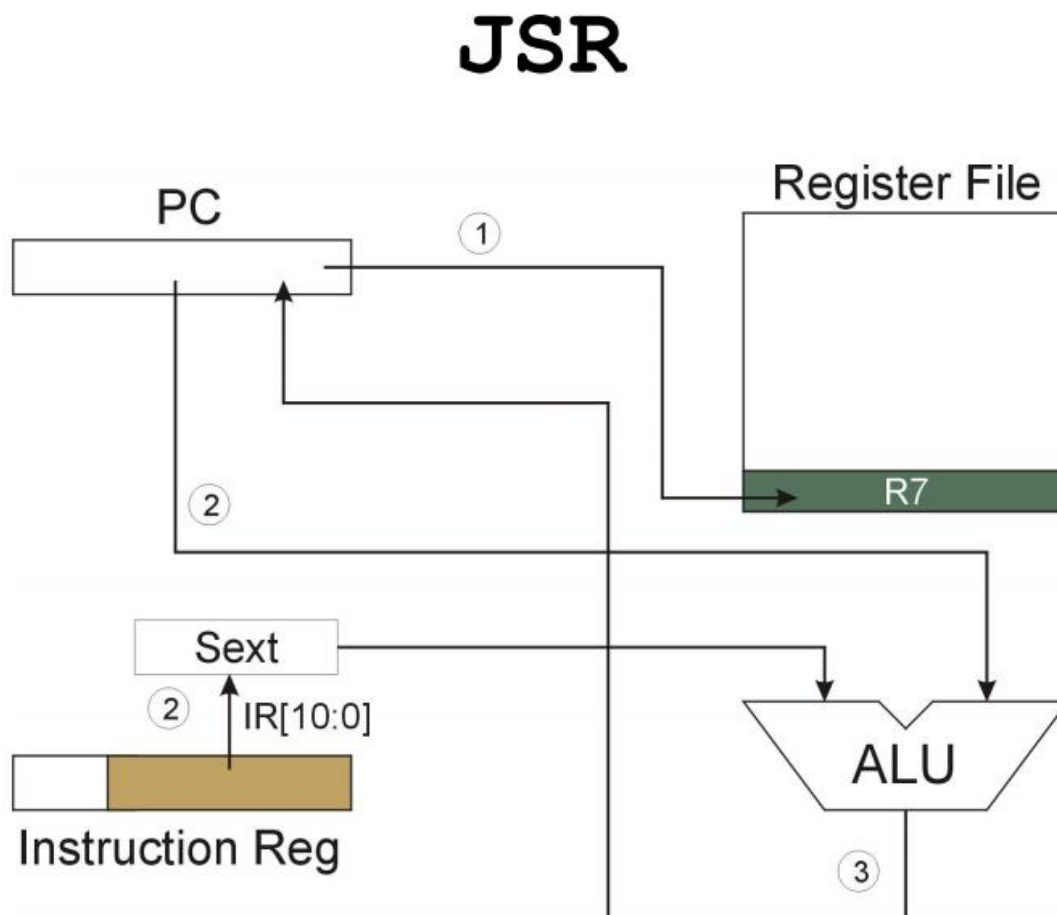 JSR
PC
1
Register File
R7
2
Sext
2
IR[10:0]
ALU
Instruction Reg
3